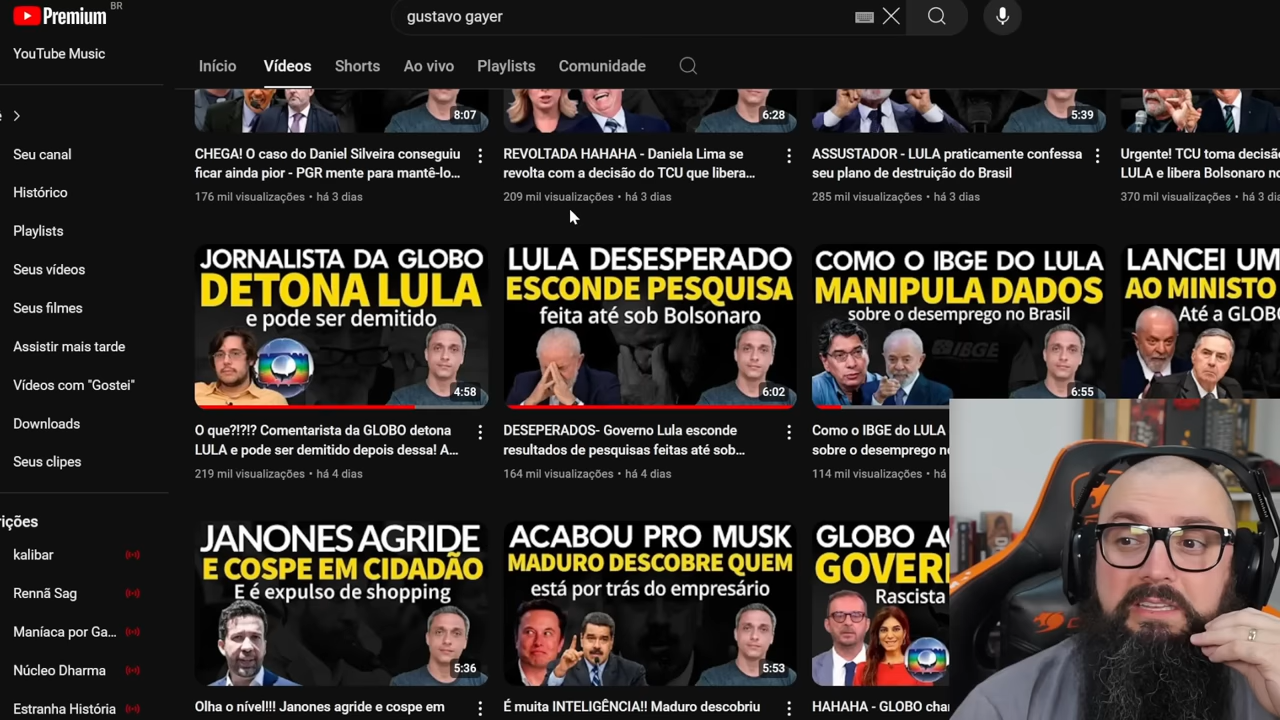 Premium BR
gustavo gayer
YouTube Music
Início Vídeos Shorts Ao vivo Playlists Comunidade
Seu canal
Histórico
Playlists
Seus vídeos
Seus filmes
Assistir mais tarde
Vídeos com "Gostei"
Downloads
Seus clipes
rições
kalibar
Rennã Sag
Maníaca por Ga...
Núcleo Dharma
Estranha História
8:07
CHEGA! O caso do Daniel Silveira conseguiu
ficar ainda pior - PGR mente para mantê-lo...
176 mil visualizações • há 3 dias
6:28
REVOLTADA HAHAHA - Daniela Lima se
revolta com a decisão do TCU que libera...
209 mil visualizações • há 3 dias
5:39
ASSUSTADOR - LULA praticamente confessa
seu plano de destruição do Brasil
285 mil visualizações • há 3 dias
Urgente! TCU toma decisã
LULA e libera Bolsonaro n
370 mil visualizações • há 3 dia
JORNALISTA DA GLOBO
DETONA LULA
e pode ser demitido
4:58
O que?!?!? Comentarista da GLOBO detona
LULA e pode ser demitido depois dessa! A...
219 mil visualizações • há 4 dias
LULA DESESPERADO
ESCONDE PESQUISA
feita até sob Bolsonaro
6:02
DESEPERADOS- Governo Lula esconde
resultados de pesquisas feitas até sob...
164 mil visualizações • há 4 dias
COMO O IBGE DO LULA
MANIPULA DADOS
sobre o desemprego no Brasil
IBGE
6:55
Como o IBGE do LULA
sobre o desemprego n
114 mil visualizações • há
LANCEI UM
AO MINISTO
Até a GLOB
JANONES AGRIDE
E COSPE EM CIDADÃO
E é expulso de shopping
5:36
Olha o nível!!! Janones agride e cospe em
ACABOU PRO MUSK
MADURO DESCOBRE QUEM
está por trás do empresário
5:53
É muita INTELIGÊNCIA!! Maduro descobriu
GLOBO A
GOVER
Racista
HAHAHA - GLOBO cha